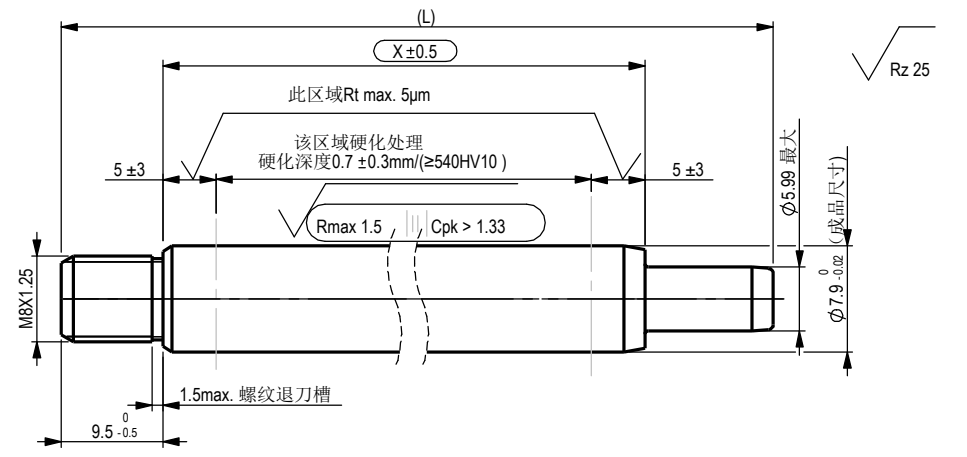 (L)
X ±0.5
Rz 25
此区域Rt max. 5μm
该区域硬化处理
硬化深度0.7 ±0.3mm/(≥540HV10 )
5 ±3
5 ±3
Rmax 1.5 ||| Cpk > 1.33
M8X1.25
ϕ5.99 最大
ϕ7.9 0 -0.02 (成品尺寸)
1.5max. 螺纹退刀槽
9.5 0 -0.5